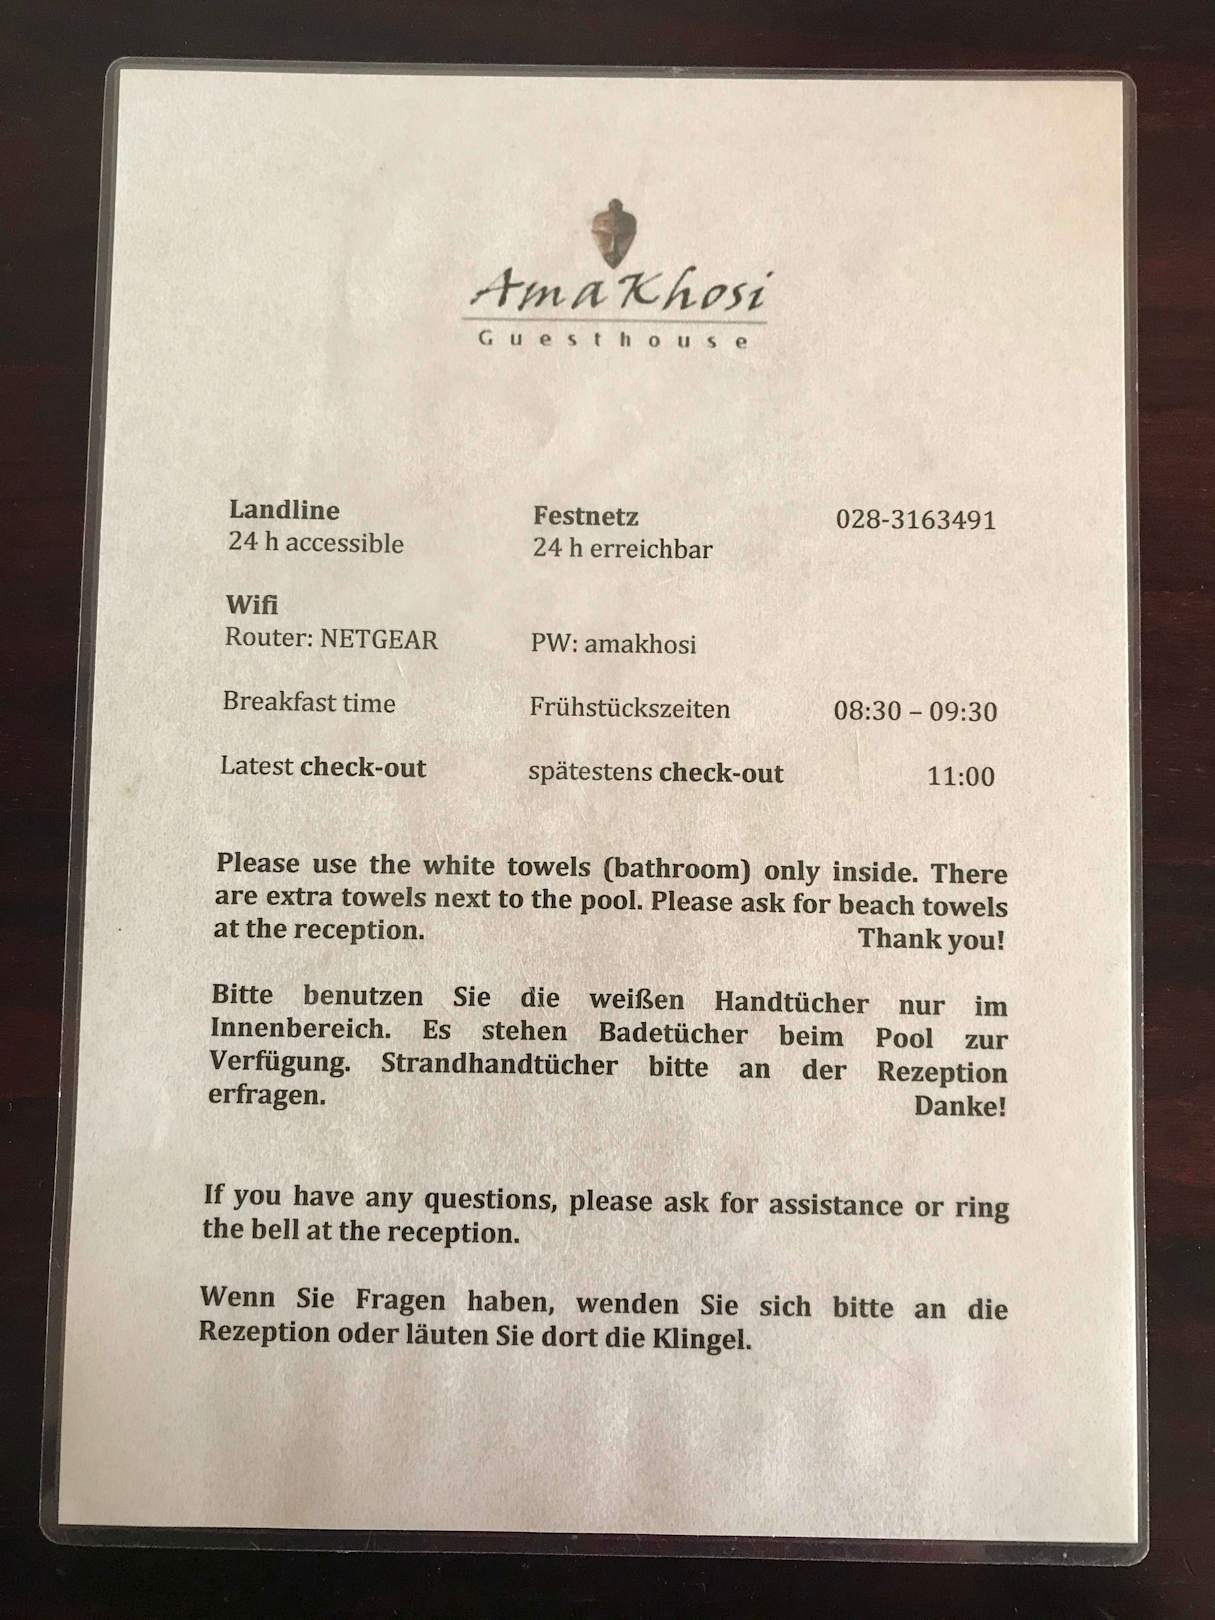 AmaKhosi
Guesthouse
Landline Festnetz 028-3163491
24 h accessible 24 h erreichbar
Wifi
Router: NETGEAR PW: amakhosi
Breakfast time Frühstückszeiten 08:30 – 09:30
Latest check-out spätestens check-out 11:00
Please use the white towels (bathroom) only inside. There
are extra towels next to the pool. Please ask for beach towels
at the reception. Thank you!
Bitte benutzen Sie die weißen Handtücher nur im
Innenbereich. Es stehen Badetücher beim Pool zur
Verfügung. Strandhandtücher bitte an der Rezeption
erfragen. Danke!
If you have any questions, please ask for assistance or ring
the bell at the reception.
Wenn Sie Fragen haben, wenden Sie sich bitte an die
Rezeption oder läuten Sie dort die Klingel.